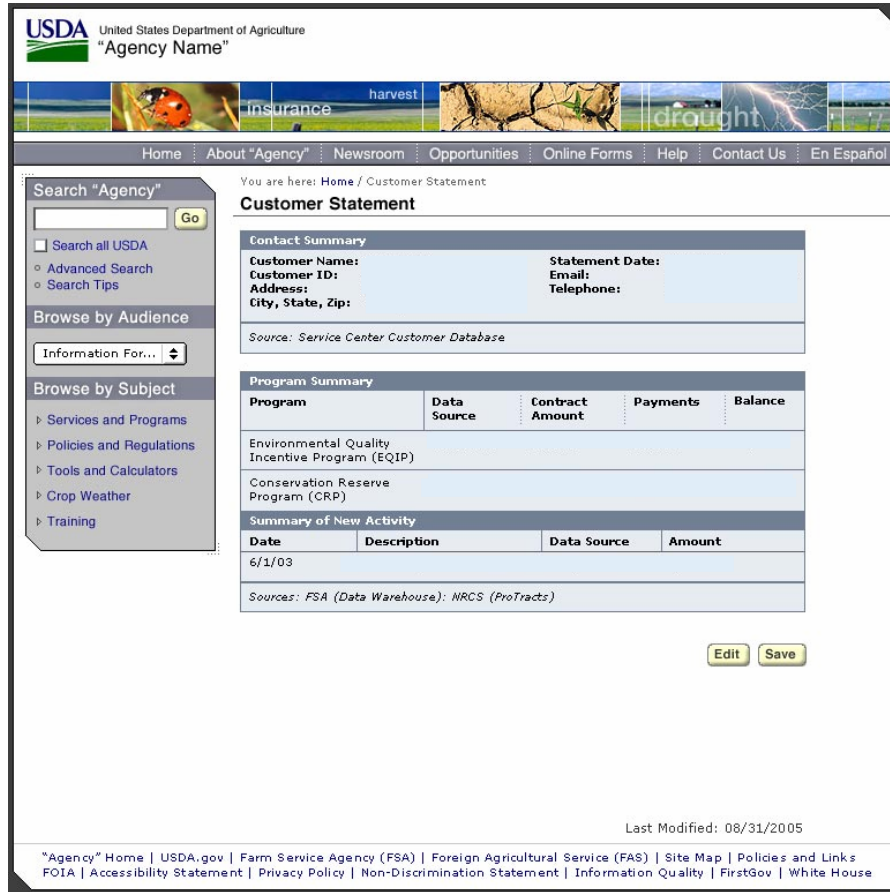 USDA United States Department of Agriculture
"Agency Name"
insurance harvest drought
Home About "Agency" Newsroom Opportunities Online Forms Help Contact Us En Español
Search "Agency"
Go
Search all USDA
Advanced Search
Search Tips
Browse by Audience
Information For...
Browse by Subject
Services and Programs
Policies and Regulations
Tools and Calculators
Crop Weather
Training
You are here: Home / Customer Statement
Customer Statement
Contact Summary
Customer Name: Statement Date:
Customer ID: Email:
Address: Telephone:
City, State, Zip:
Source: Service Center Customer Database
Program Summary
Program Data Source Contract Amount Payments Balance
Environmental Quality
Incentive Program (EQIP)
Conservation Reserve
Program (CRP)
Summary of New Activity
Date Description Data Source Amount
6/1/03
Sources: FSA (Data Warehouse): NRCS (ProTracts)
Edit Save
Last Modified: 08/31/2005
"Agency" Home | USDA.gov | Farm Service Agency (FSA) | Foreign Agricultural Service (FAS) | Site Map | Policies and Links
FOIA | Accessibility Statement | Privacy Policy | Non-Discrimination Statement | Information Quality | FirstGov | White House